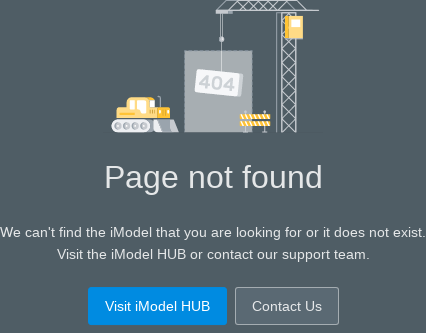 404
Page not found
We can't find the iModel that you are looking for or it does not exist.
Visit the iModel HUB or contact our support team.
Visit iModel HUB
Contact Us